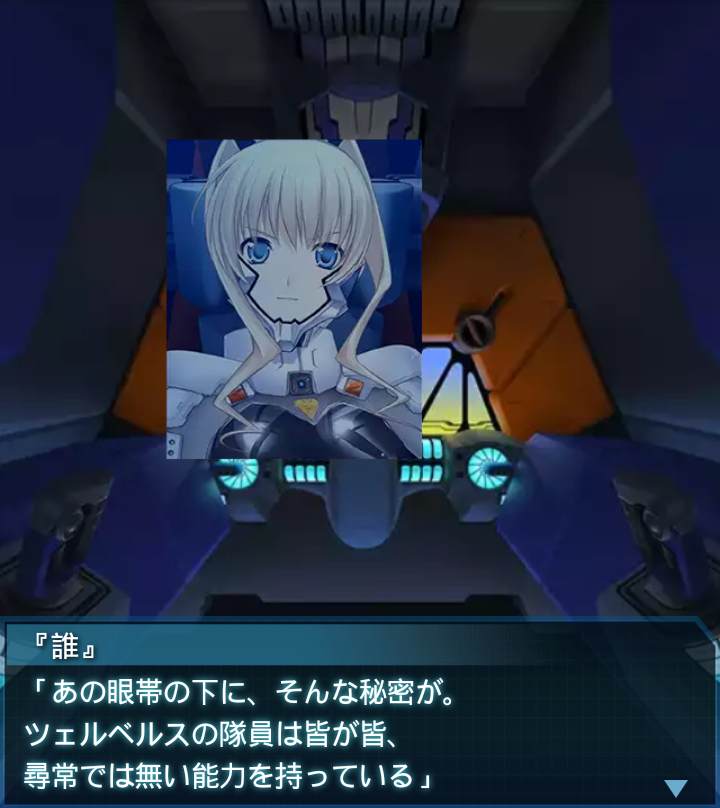 『誰』
「あの眼帯の下に、そんな秘密が。
ツェルベルスの隊員は皆が皆、
尋常では無い能力を持っている」